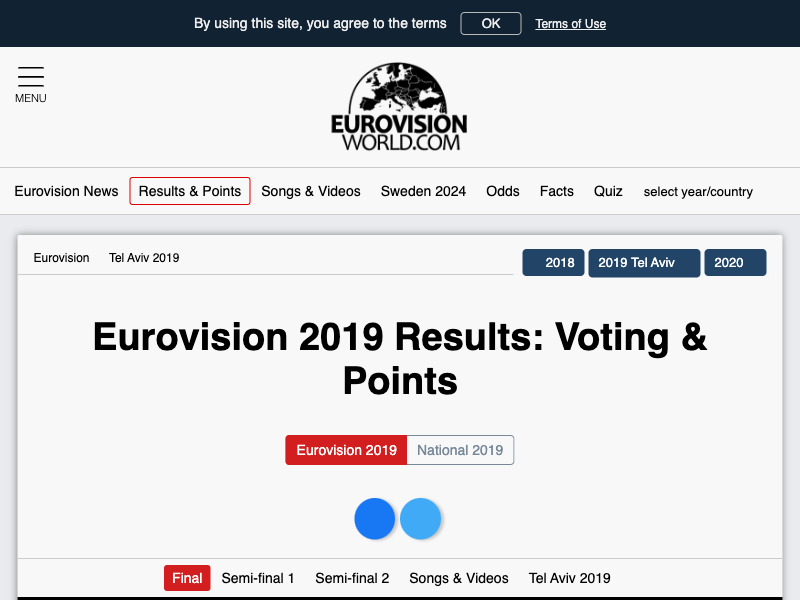 By using this site, you agree to the terms OK Terms of Use
MENU
EUROVISION
WORLD.COM
Eurovision News Results & Points Songs & Videos Sweden 2024 Odds Facts Quiz select year/country
Eurovision Tel Aviv 2019 2018 2019 Tel Aviv 2020
Eurovision 2019 Results: Voting &
Points
Eurovision 2019 National 2019
Final Semi-final 1 Semi-final 2 Songs & Videos Tel Aviv 2019